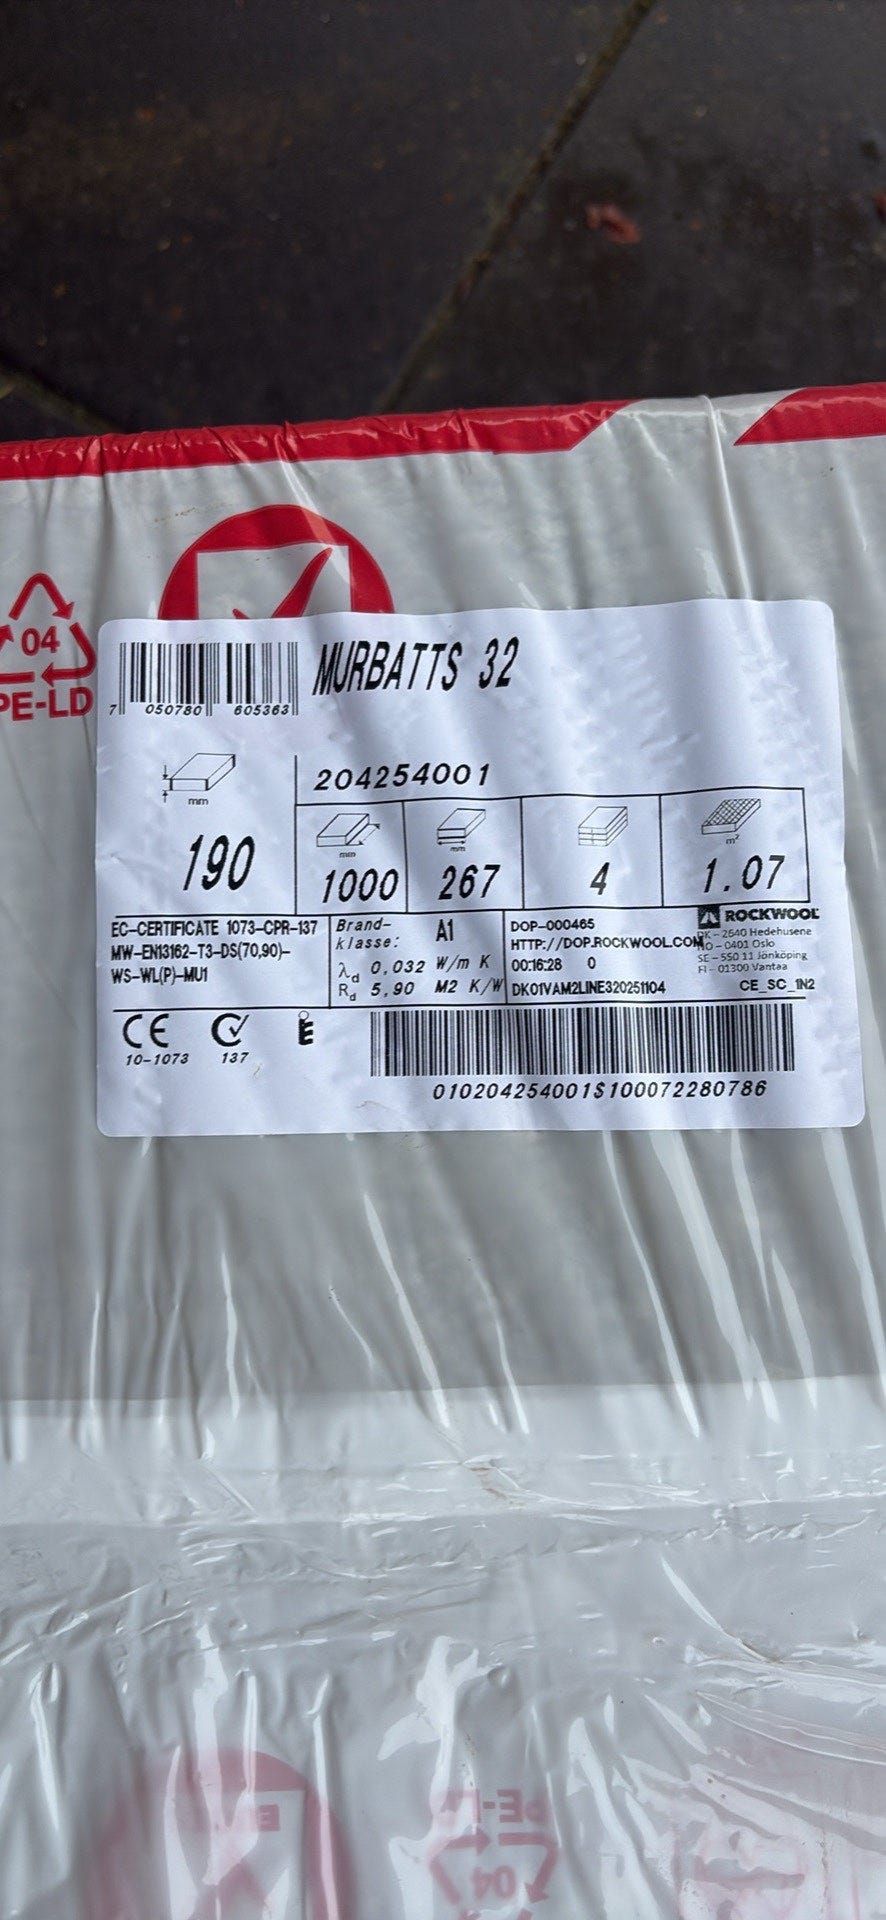 04
PE-LD
MURBATTS 32
7 050780 605363
204254001
mm
190
mm
1000
mm
267
4
m²
1.07
EC-CERTIFICATE 1073-CPR-137
MW-EN13162-T3-DS(70,90)-
WS-WL(P)-MU1
Brand-
klasse: A1
λd 0,032 W/m K
Rd 5,90 M2 K/W
DOP-000465
HTTP://DOP.ROCKWOOL.COM
00:16:28 0
DK01VAM2LINE320251104
ROCKWOOL
DK - 2640 Hedehusene
NO - 0401 Oslo
SE - 550 11 Jönköping
FI - 01300 Vantaa
CE_SC_1N2
CE
10-1073
137
010204254001S100072280786
PE-L
04